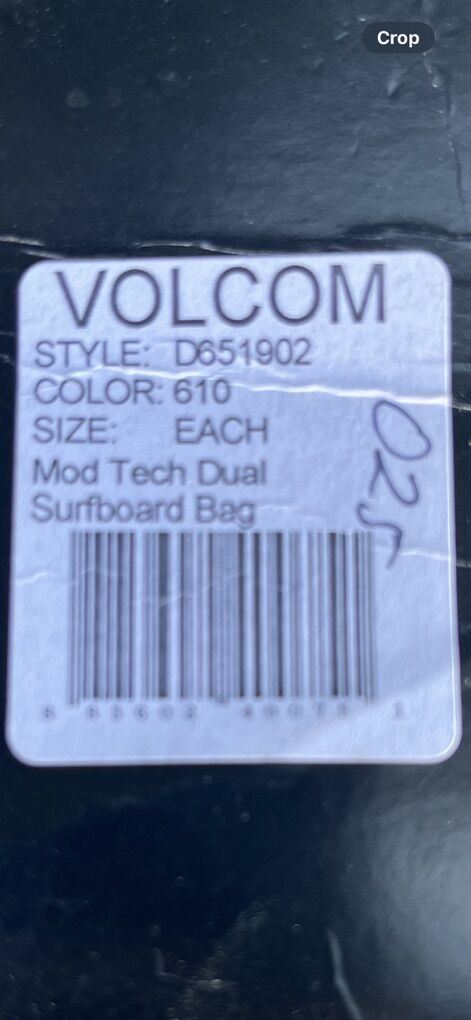 Crop
VOLCOM
STYLE: D651902
COLOR: 610
SIZE: EACH
Mod Tech Dual
Surfboard Bag
025